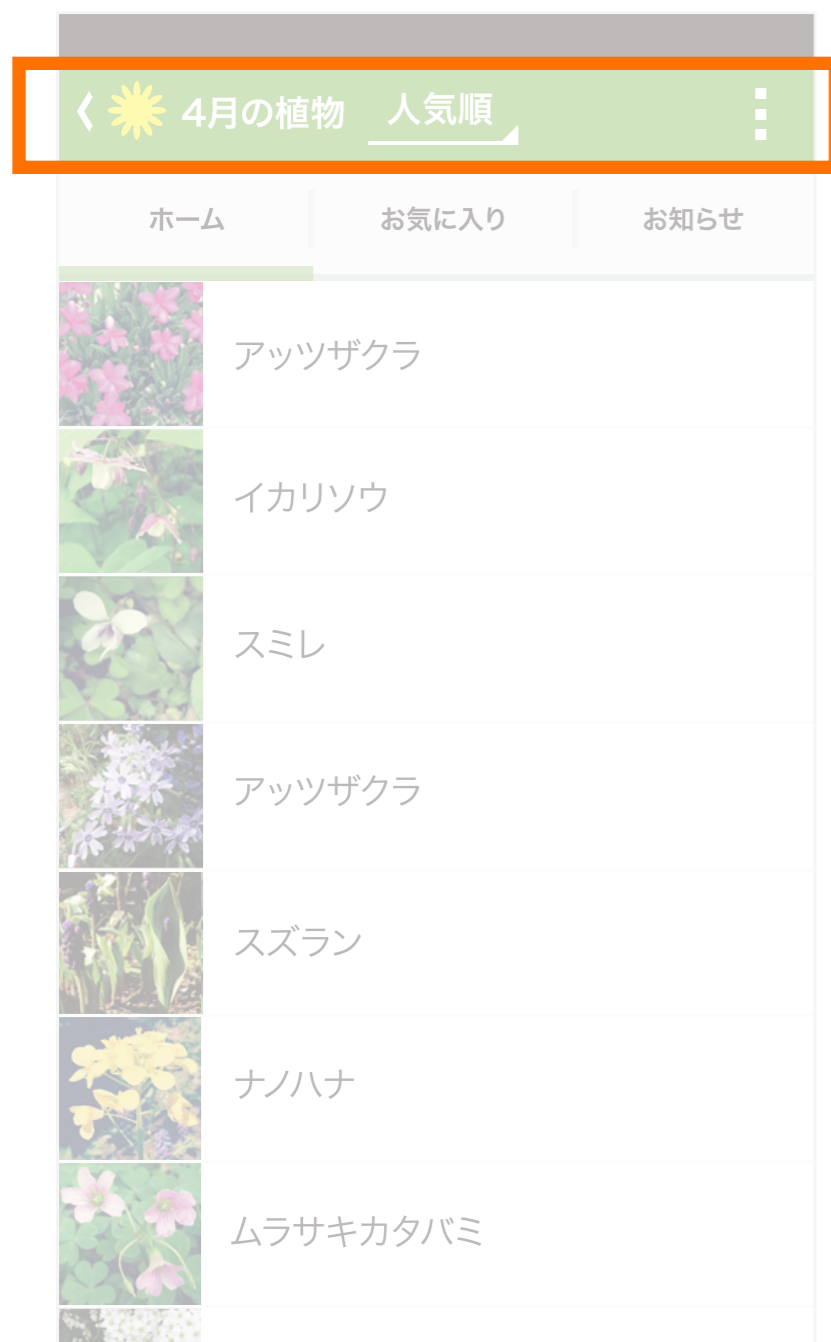 4月の植物 人気順
ホーム お気に入り お知らせ
アッツザクラ
イカリソウ
スミレ
アッツザクラ
スズラン
ナノハナ
ムラサキカタバミ